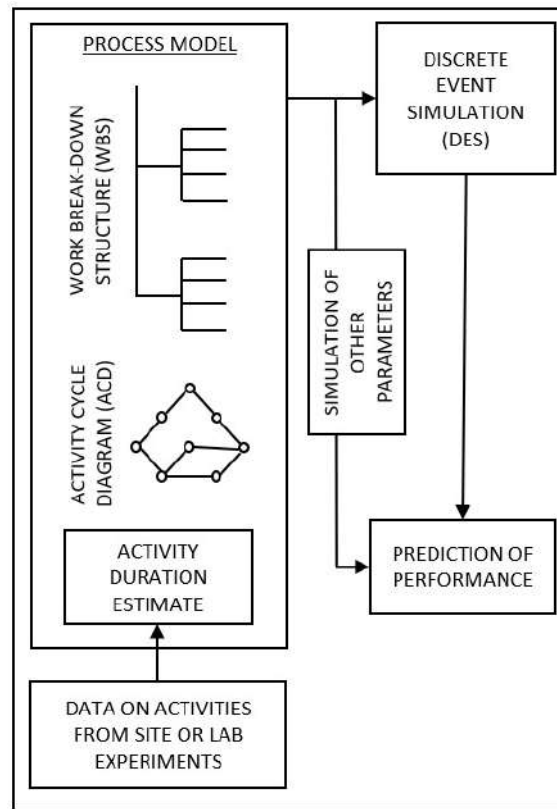 PROCESS MODEL
WORK BREAK-DOWN
STRUCTURE (WBS)
ACTIVITY CYCLE
DIAGRAM (ACD)
ACTIVITY
DURATION
ESTIMATE
DATA ON ACTIVITIES
FROM SITE OR LAB
EXPERIMENTS
DISCRETE
EVENT
SIMULATION
(DES)
SIMULATION OF
OTHER
PARAMETERS
PREDICTION OF
PERFORMANCE